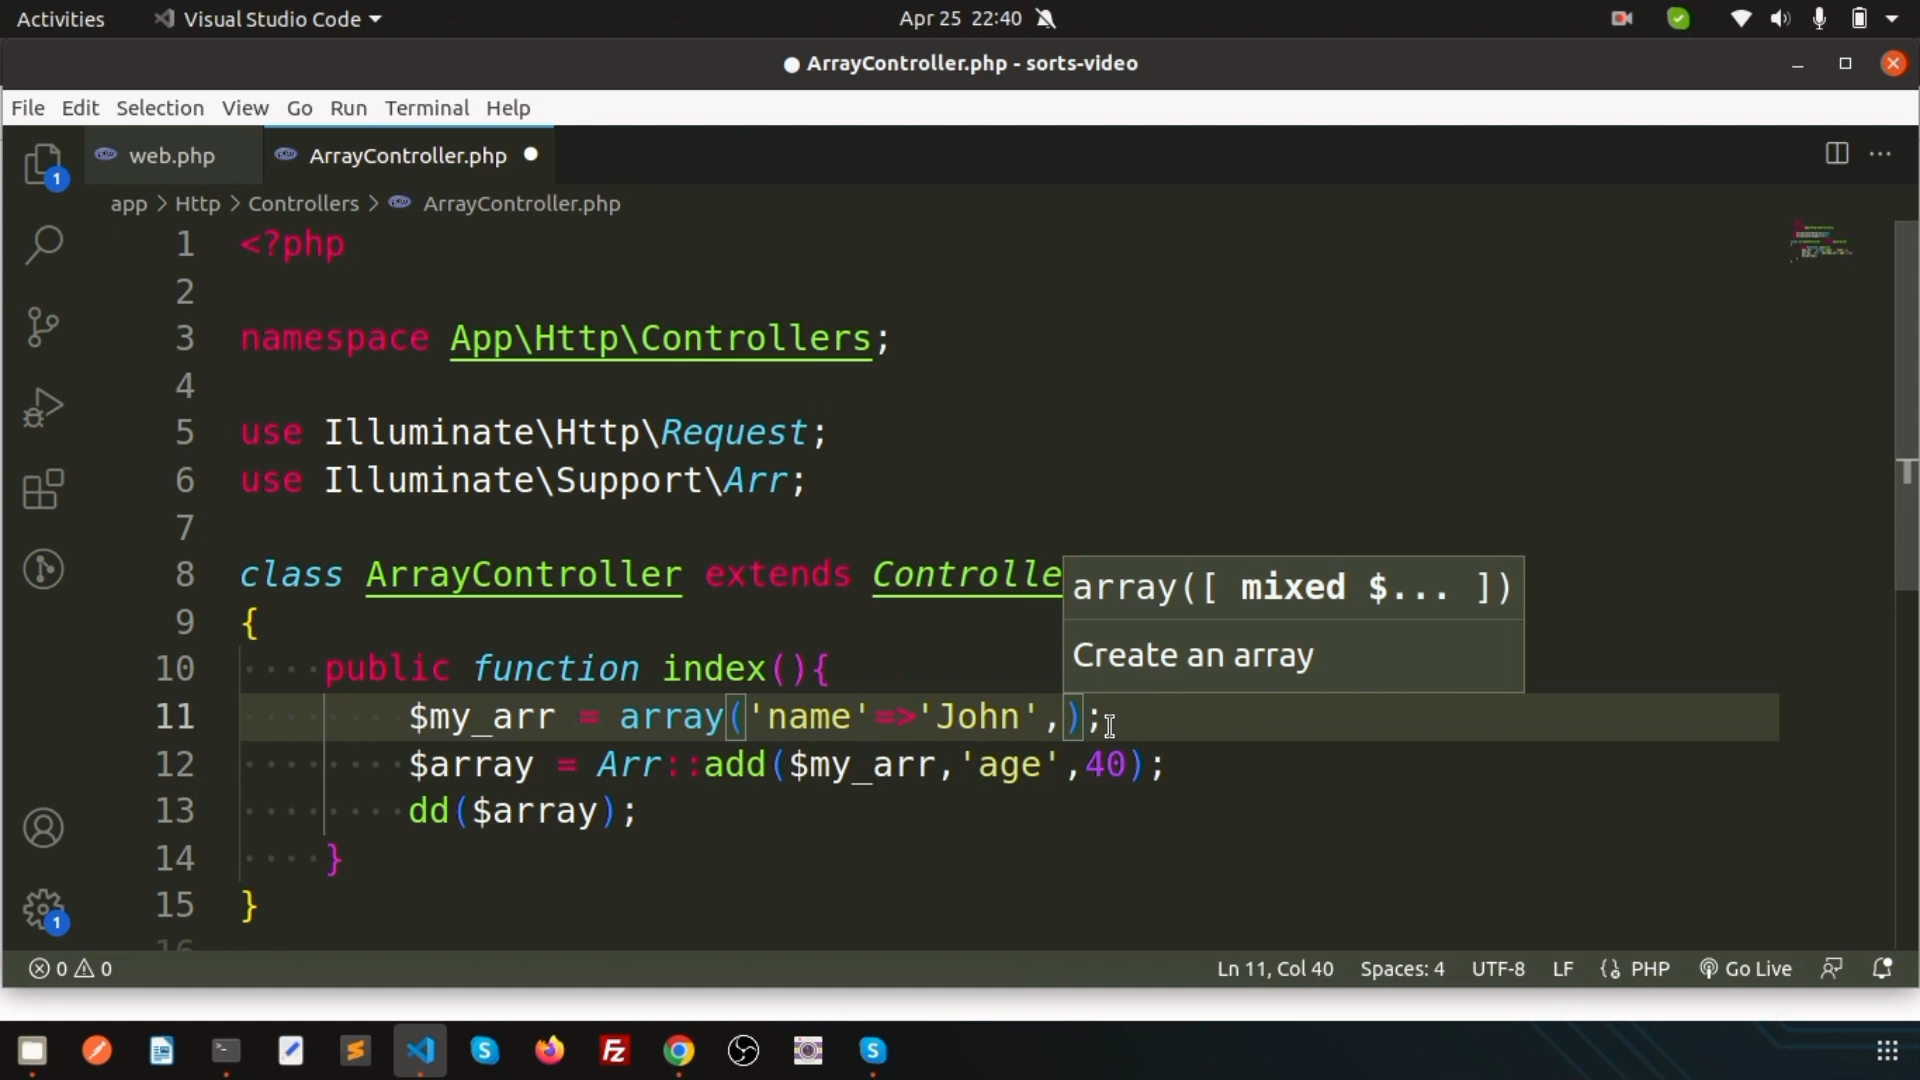 Activities Visual Studio Code Apr 25 22:40
ArrayController.php - sorts-video
File Edit Selection View Go Run Terminal Help
1 web.php ArrayController.php
app > Http > Controllers > ArrayController.php
1 <?php
2
3 namespace App\Http\Controllers;
4
5 use Illuminate\Http\Request;
6 use Illuminate\Support\Arr;
7
8 class ArrayController extends Controlle
array([ mixed $... ])
Create an array
9 {
10 public function index(){
11 $my_arr = array('name'=>'John',);
12 $array = Arr::add($my_arr,'age',40);
13 dd($array);
14 }
15 }
16
1
0 0 Ln 11, Col 40 Spaces: 4 UTF-8 LF PHP Go Live